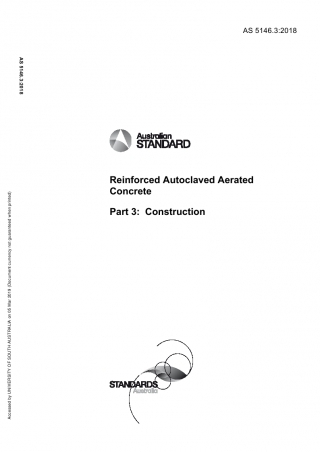 AS 5146.3:2018
AS 5146.3:2018
Australian
STANDARD
Reinforced Autoclaved Aerated
Concrete
Part 3: Construction
Accessed by UNIVERSITY OF SOUTH AUSTRALIA on 05 Mar 2019 (Document currency not guaranteed when printed)
STANDARDS
Australia